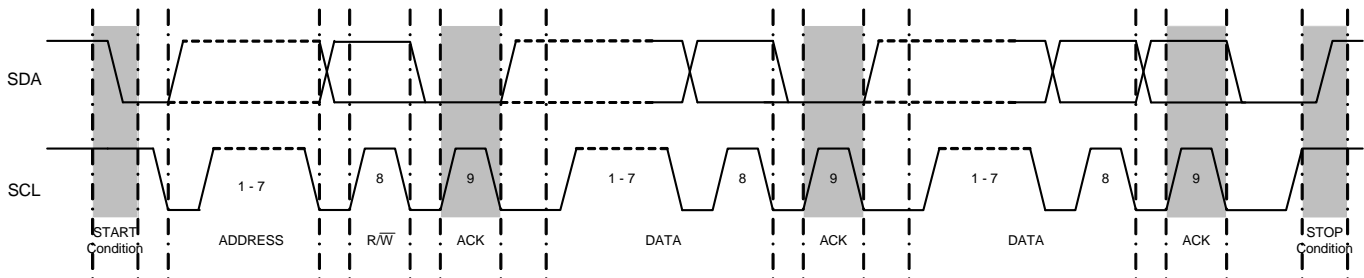 SDA
SCL
1 - 7
8
9
1 - 7
8
9
1 - 7
8
9
START
Condition
ADDRESS
R/W̅
ACK
DATA
ACK
DATA
ACK
STOP
Condition